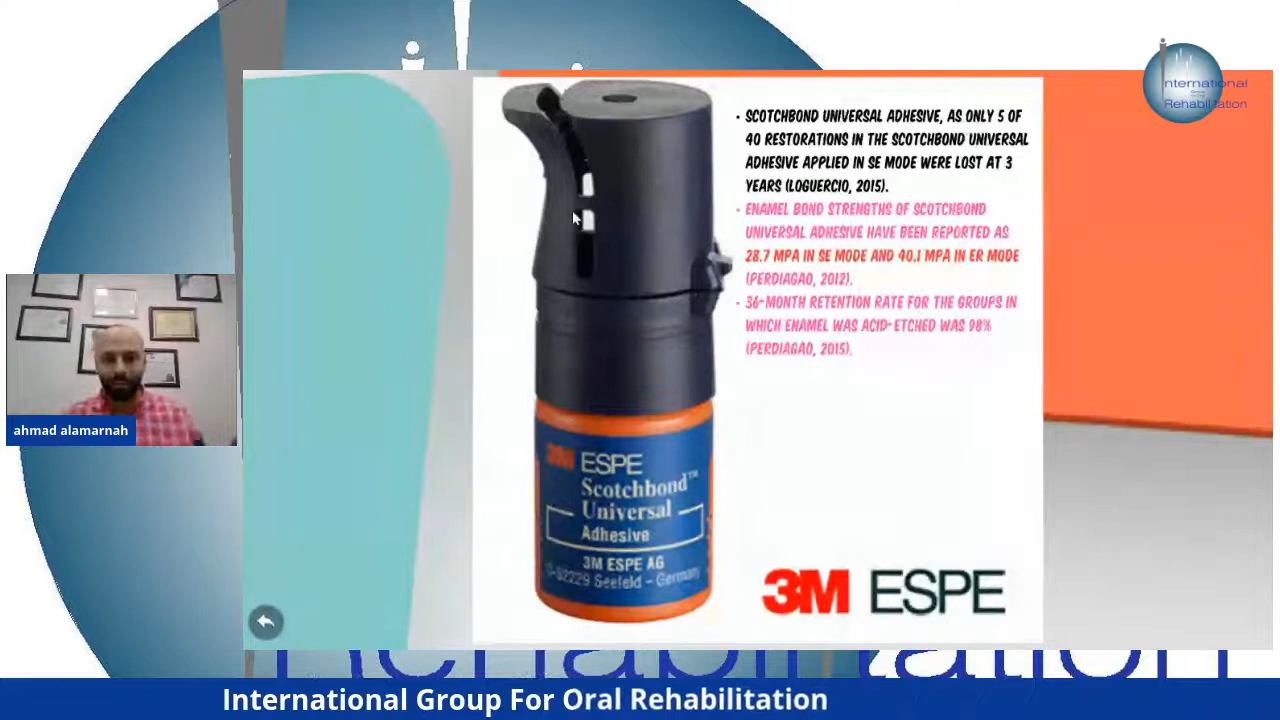 International
Rehabilitation
• SCOTCHBOND UNIVERSAL ADHESIVE, AS ONLY 5 OF
40 RESTORATIONS IN THE SCOTCHBOND UNIVERSAL
ADHESIVE APPLIED IN SE MODE WERE LOST AT 3
YEARS (LOGUERCIO, 2015).
• ENAMEL BOND STRENGTHS OF SCOTCHBOND
UNIVERSAL ADHESIVE HAVE BEEN REPORTED AS
28.7 MPA IN SE MODE AND 40.1 MPA IN ER MODE
(PERDIAGAO, 2012).
• 36-MONTH RETENTION RATE FOR THE GROUPS IN
WHICH ENAMEL WAS ACID-ETCHED WAS 98%
(PERDIAGAO, 2015).
ahmad alamarnah
3M ESPE
Scotchbond™
Universal
Adhesive
3M ESPE AG
D-82229 Seefeld - Germany
3M ESPE
Rehabilitation
International Group For Oral Rehabilitation